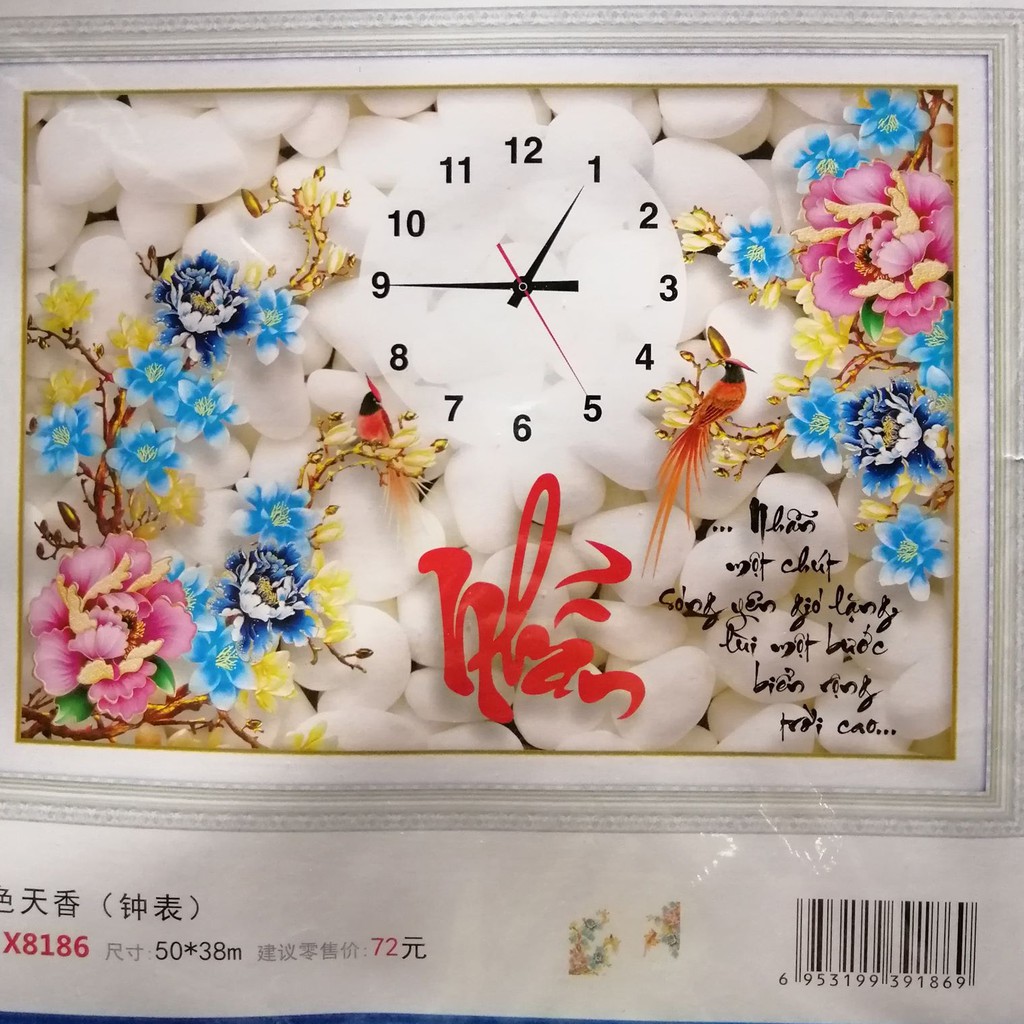 12
11
1
10
2
9
3
8
4
7
5
6
Nhẫn
... Nhẫn
một chút
sóng yên gió lặng,
lùi một bước
biển rộng
trời cao...
色天香（钟表）
X8186 尺寸:50*38m 建议零售价:72元
6 953199 391869